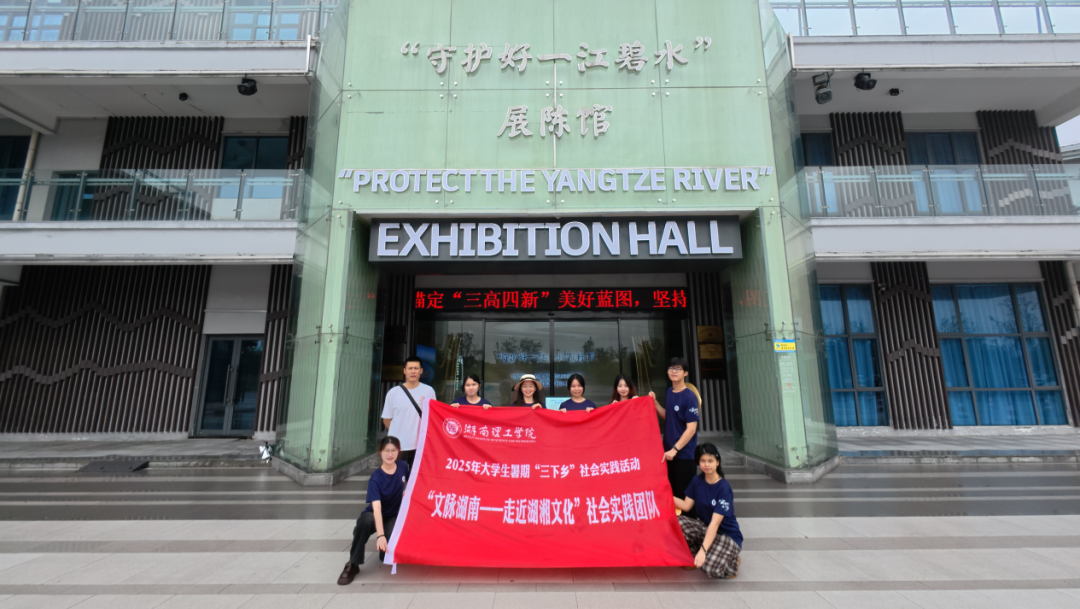 “守护好一江碧水”
展陈馆
“PROTECT THE YANGTZE RIVER”
EXHIBITION HALL
锚定“三高四新”美好蓝图，坚持
湖南理工学院
2025年大学生暑期“三下乡”社会实践活动
“文脉湖南——走近湖湘文化”社会实践团队